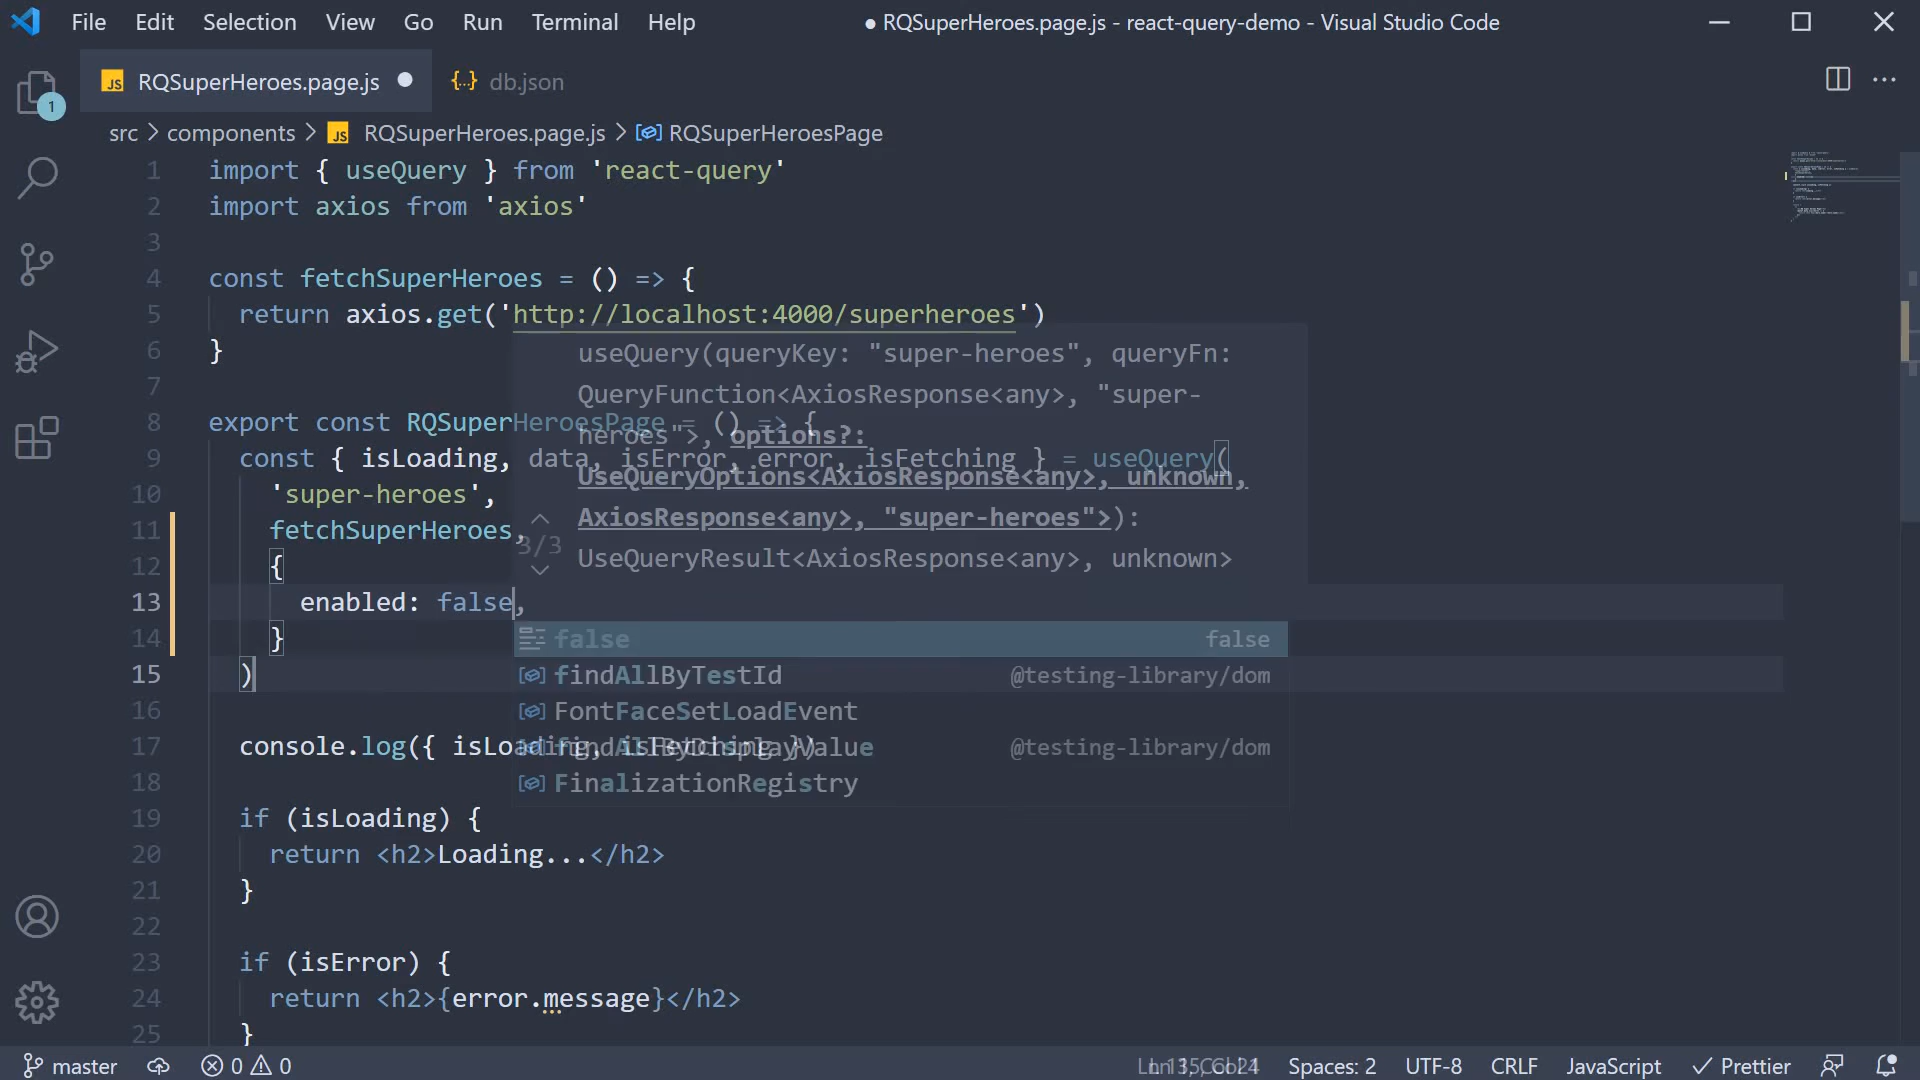 File Edit Selection View Go Run Terminal Help ● RQSuperHeroes.page.js - react-query-demo - Visual Studio Code
JS RQSuperHeroes.page.js ● {..} db.json
1
src > components > JS RQSuperHeroes.page.js > RQSuperHeroesPage
1 import { useQuery } from 'react-query'
2 import axios from 'axios'
3
4 const fetchSuperHeroes = () => {
5 return axios.get('http://localhost:4000/superheroes')
6 }
7
8 export const RQSuperHeroesPage = () => {
9 const { isLoading, data, isError, error, isFetching } = useQuery(
10 'super-heroes',
11 fetchSuperHeroes,
12 {
13 enabled: false,
14 }
15 )
16
17 console.log({ isLoading, isFetching })
18
19 if (isLoading) {
20 return <h2>Loading...</h2>
21 }
22
23 if (isError) {
24 return <h2>{error.message}</h2>
25 }
useQuery(queryKey: "super-heroes", queryFn:
QueryFunction<AxiosResponse<any>, "super-
heroes">, options?:
UseQueryOptions<AxiosResponse<any>, unknown,
AxiosResponse<any>, "super-heroes">):
3/3
UseQueryResult<AxiosResponse<any>, unknown>
false false
findAllByTestId @testing-library/dom
FontFaceSetLoadEvent
findAllByDisplayValue @testing-library/dom
FinalizationRegistry
master 0 0 Spaces: 2 UTF-8 CRLF JavaScript Prettier